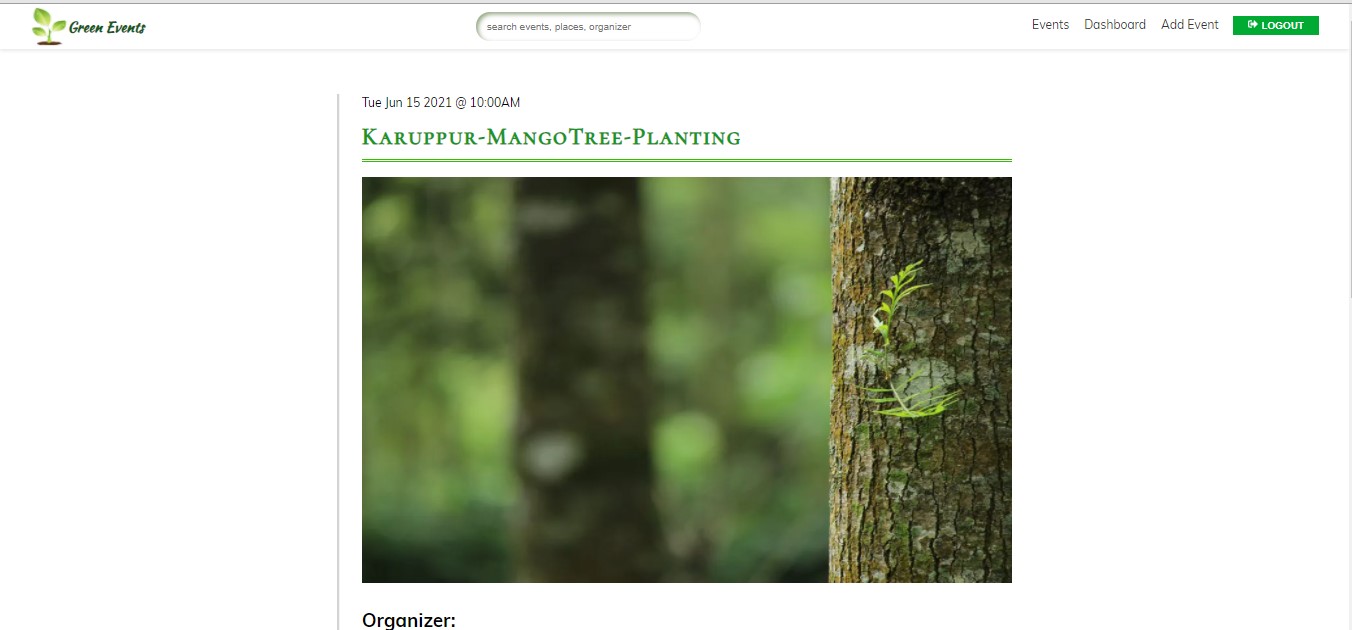 Green Events
search events, places, organizer
Events Dashboard Add Event LOGOUT
Tue Jun 15 2021 @ 10:00AM
Karuppur-MangoTree-Planting
Organizer: